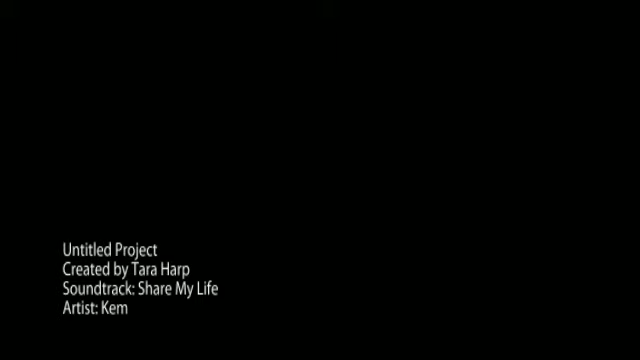 Untitled Project
Created by Tara Harp
Soundtrack: Share My Life
Artist: Kem